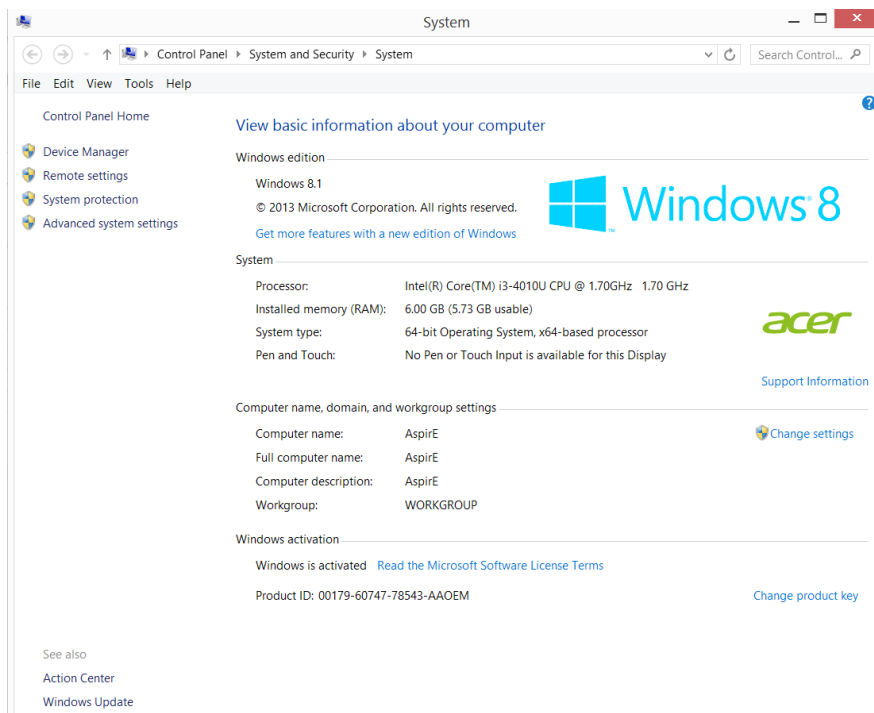 System
Control Panel System and Security System
Search Control...
File Edit View Tools Help
Control Panel Home
Device Manager
Remote settings
System protection
Advanced system settings
See also
Action Center
Windows Update
?
View basic information about your computer
Windows edition
Windows 8.1
© 2013 Microsoft Corporation. All rights reserved.
Get more features with a new edition of Windows
Windows 8
System
Processor: Intel(R) Core(TM) i3-4010U CPU @ 1.70GHz 1.70 GHz
Installed memory (RAM): 6.00 GB (5.73 GB usable)
System type: 64-bit Operating System, x64-based processor
Pen and Touch: No Pen or Touch Input is available for this Display
acer
Support Information
Computer name, domain, and workgroup settings
Computer name: AspirE
Change settings
Full computer name: AspirE
Computer description: AspirE
Workgroup: WORKGROUP
Windows activation
Windows is activated Read the Microsoft Software License Terms
Product ID: 00179-60747-78543-AAOEM
Change product key